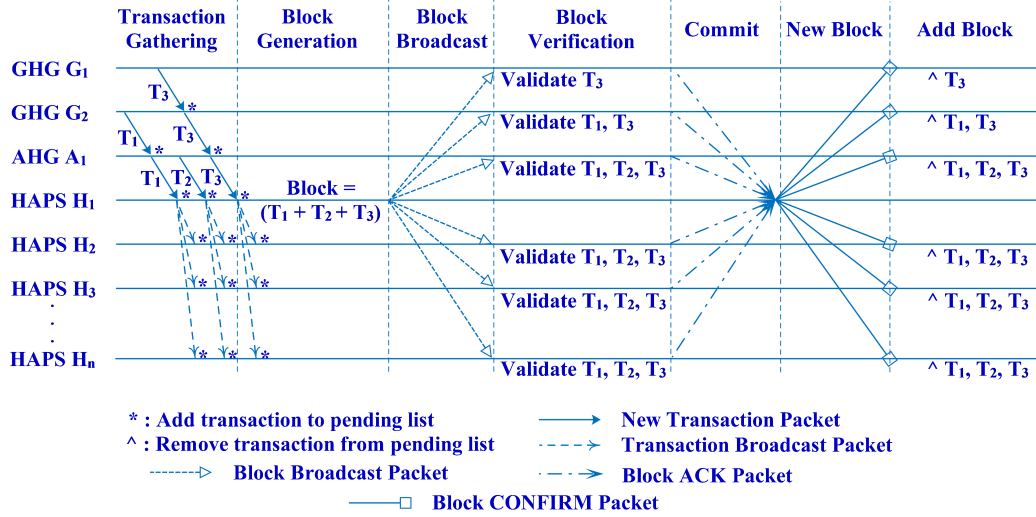 Transaction Gathering
Block Generation
Block Broadcast
Block Verification
Commit
New Block
Add Block
GHG G₁
T₃
*
Validate T₃
^ T₃
GHG G₂
T₁
*
T₃
*
Validate T₁, T₃
^ T₁, T₃
AHG A₁
T₁
*
T₂
*
T₃
*
Validate T₁, T₂, T₃
^ T₁, T₂, T₃
HAPS H₁
Block =
(T₁ + T₂ + T₃)
HAPS H₂
* * *
Validate T₁, T₂, T₃
^ T₁, T₂, T₃
HAPS H₃
* * *
Validate T₁, T₂, T₃
^ T₁, T₂, T₃
.
.
.
HAPS Hₙ
* * *
Validate T₁, T₂, T₃
^ T₁, T₂, T₃
* : Add transaction to pending list
New Transaction Packet
^ : Remove transaction from pending list
Transaction Broadcast Packet
Block Broadcast Packet
Block ACK Packet
Block CONFIRM Packet